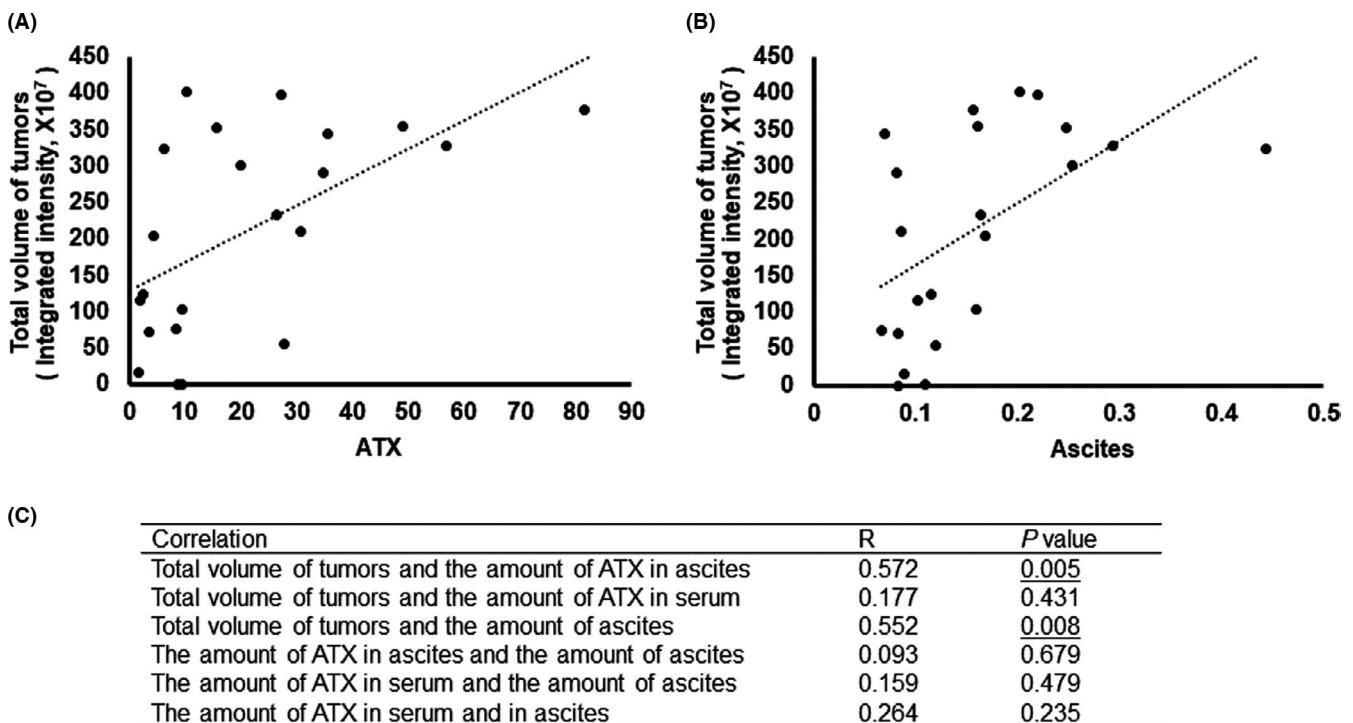 (A)
Total volume of tumors
( Integrated intensity, X10⁷ )
450
400
350
300
250
200
150
100
50
0
0 10 20 30 40 50 60 70 80 90
ATX
(B)
Total volume of tumors
( Integrated intensity, X10⁷ )
450
400
350
300
250
200
150
100
50
0
0 0.1 0.2 0.3 0.4 0.5
Ascites
(C)
Correlation R P value
Total volume of tumors and the amount of ATX in ascites 0.572 0.005
Total volume of tumors and the amount of ATX in serum 0.177 0.431
Total volume of tumors and the amount of ascites 0.552 0.008
The amount of ATX in ascites and the amount of ascites 0.093 0.679
The amount of ATX in serum and the amount of ascites 0.159 0.479
The amount of ATX in serum and in ascites 0.264 0.235